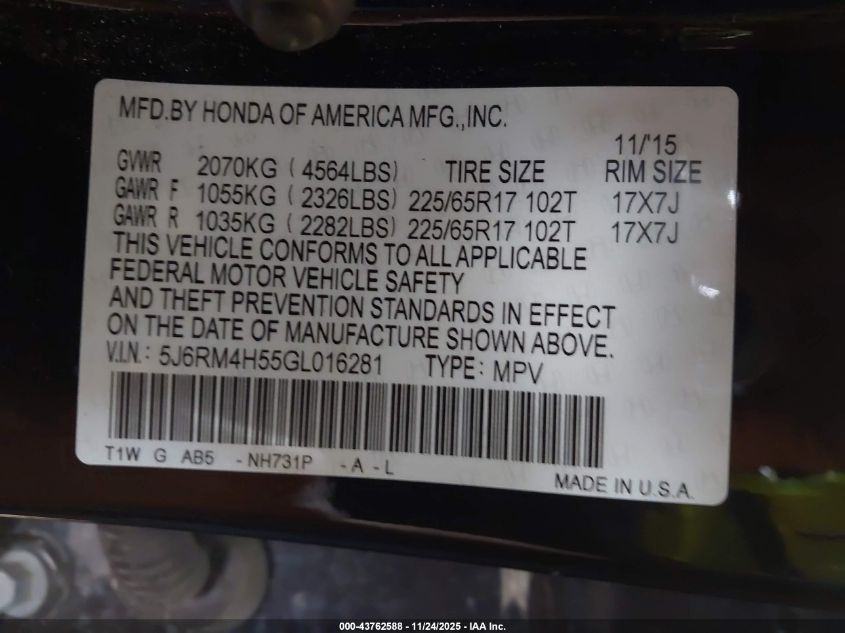 MFD.BY HONDA OF AMERICA MFG.,INC.
11/'15
GVWR 2070KG ( 4564LBS) TIRE SIZE RIM SIZE
GAWR F 1055KG ( 2326LBS) 225/65R17 102T 17X7J
GAWR R 1035KG ( 2282LBS) 225/65R17 102T 17X7J
THIS VEHICLE CONFORMS TO ALL APPLICABLE
FEDERAL MOTOR VEHICLE SAFETY
AND THEFT PREVENTION STANDARDS IN EFFECT
ON THE DATE OF MANUFACTURE SHOWN ABOVE.
V.I.N.: 5J6RM4H55GL016281 TYPE: MPV
T1W G AB5 -NH731P -A -L
MADE IN U.S.A.
000-43762588 - 11/24/2025 - IAA Inc.